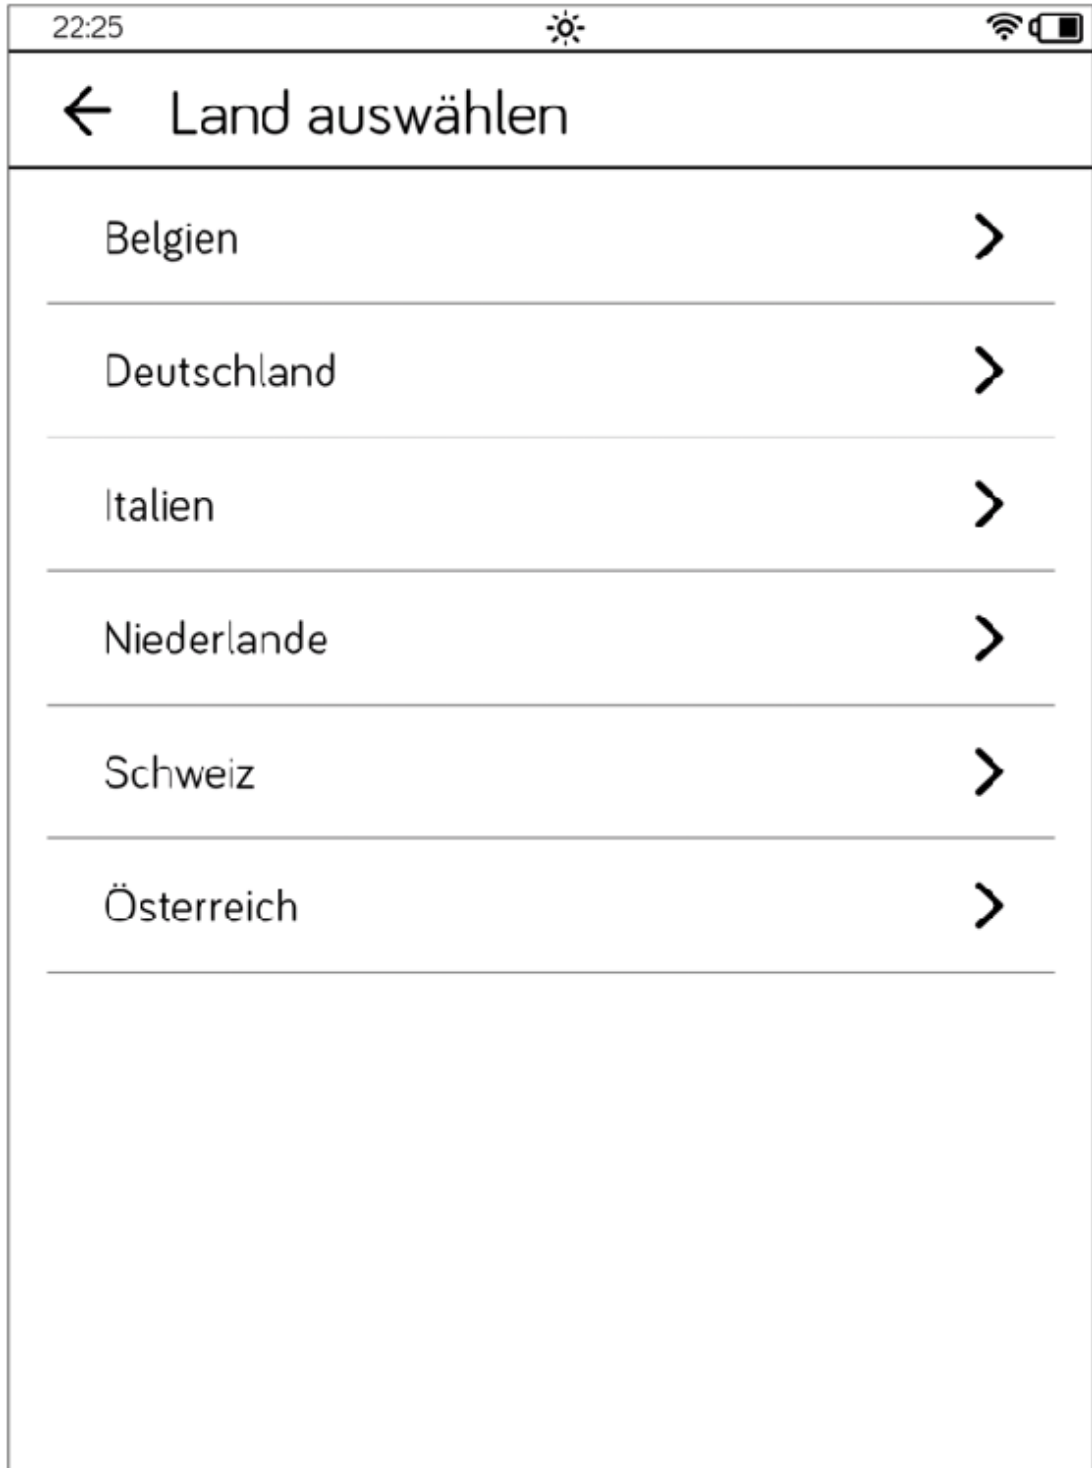 22:25
Land auswählen
Belgien
Deutschland
Italien
Niederlande
Schweiz
Österreich